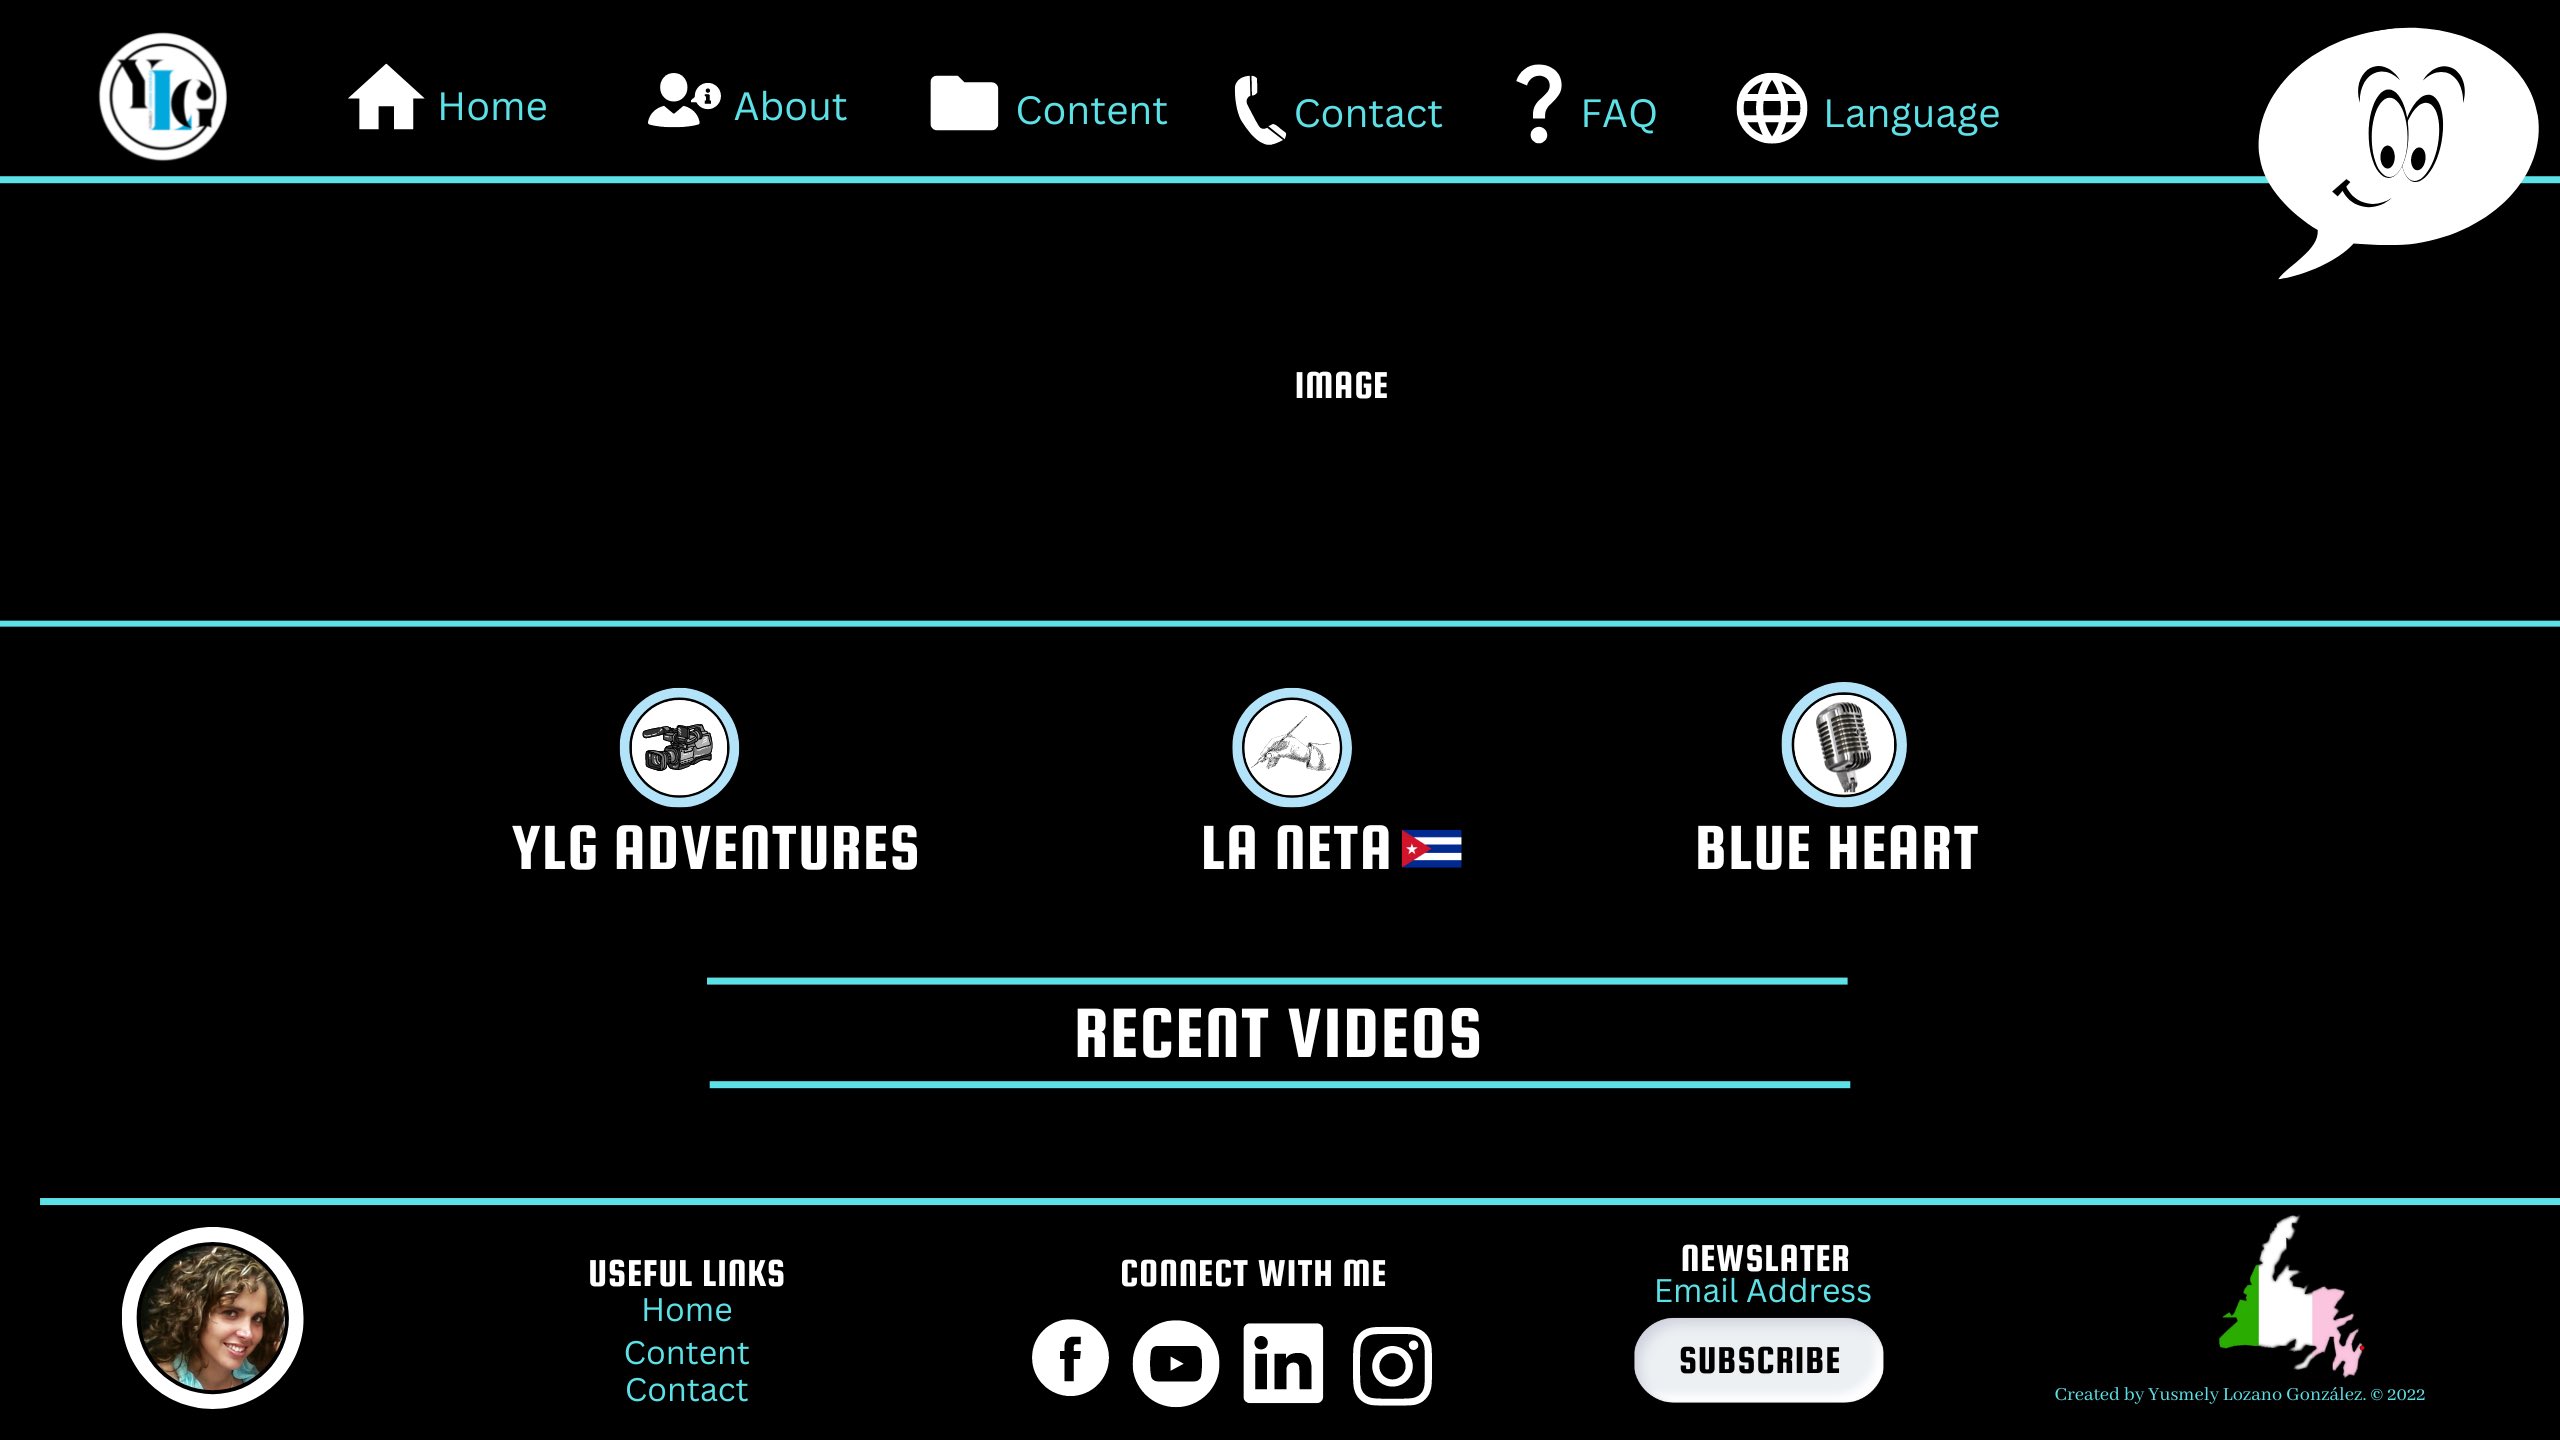 YLG
Home
About
Content
Contact
FAQ
Language
IMAGE
YLG ADVENTURES
LA NETA
BLUE HEART
RECENT VIDEOS
USEFUL LINKS
Home
Content
Contact
CONNECT WITH ME
f
in
NEWSLATER
Email Address
SUBSCRIBE
Created by Yusmely Lozano González. © 2022